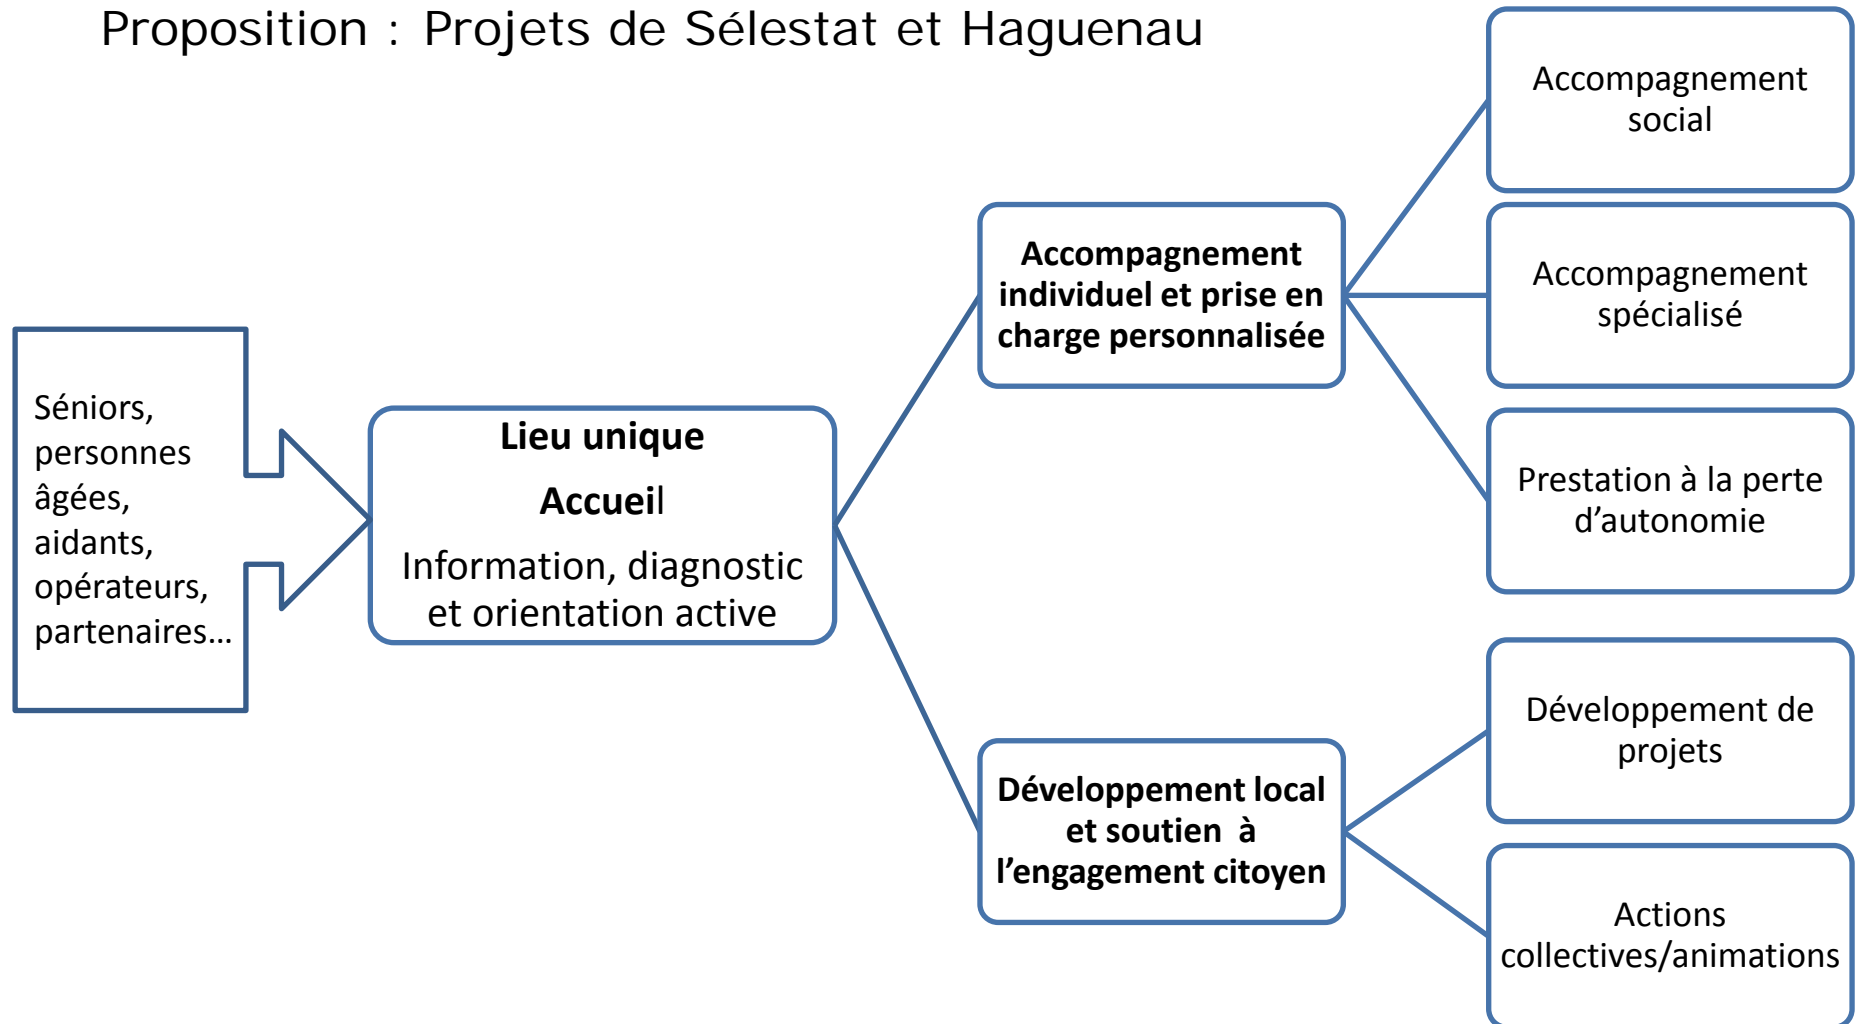 Proposition : Projets de Sélestat et Haguenau
Séniors,
personnes
âgées,
aidants,
opérateurs,
partenaires…
Lieu unique
Accueil
Information, diagnostic
et orientation active
Accompagnement
individuel et prise en
charge personnalisée
Accompagnement
social
Accompagnement
spécialisé
Prestation à la perte
d’autonomie
Développement local
et soutien à
l’engagement citoyen
Développement de
projets
Actions
collectives/animations